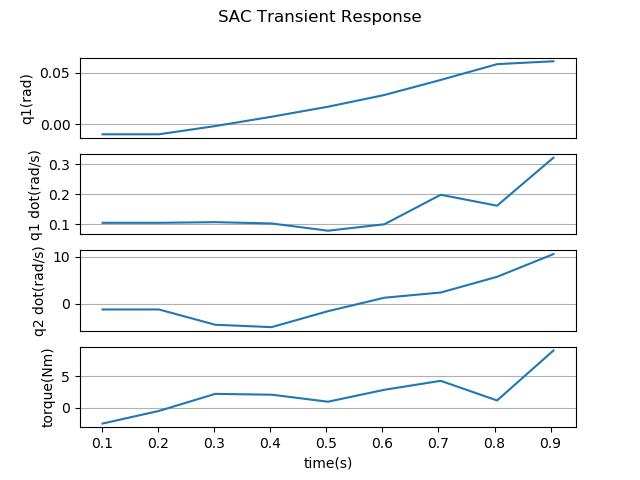 SAC Transient Response
q1(rad)
0.05
0.00
q1 dot(rad/s)
0.3
0.2
0.1
q2 dot(rad/s)
10
0
torque(Nm)
5
0
0.1 0.2 0.3 0.4 0.5 0.6 0.7 0.8 0.9
time(s)